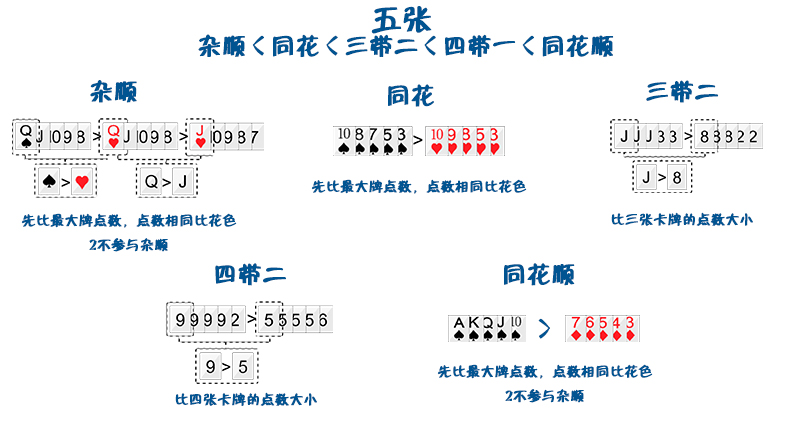 五张
杂顺<同花<三带二<四带一<同花顺
杂顺
Q J 10 9 8 > Q J 10 9 8 > J 10 9 8 7
♠ > ♥ Q > J
先比最大牌点数，点数相同比花色
2不参与杂顺
同花
10 8 7 5 3 > 10 9 8 5 3
先比最大牌点数，点数相同比花色
三带二
J J J 3 3 > 8 8 8 2 2
J > 8
比三张卡牌的点数大小
四带二
9 9 9 9 2 > 5 5 5 5 6
9 > 5
比四张卡牌的点数大小
同花顺
A K Q J 10 > 7 6 5 4 3
先比最大牌点数，点数相同比花色
2不参与杂顺